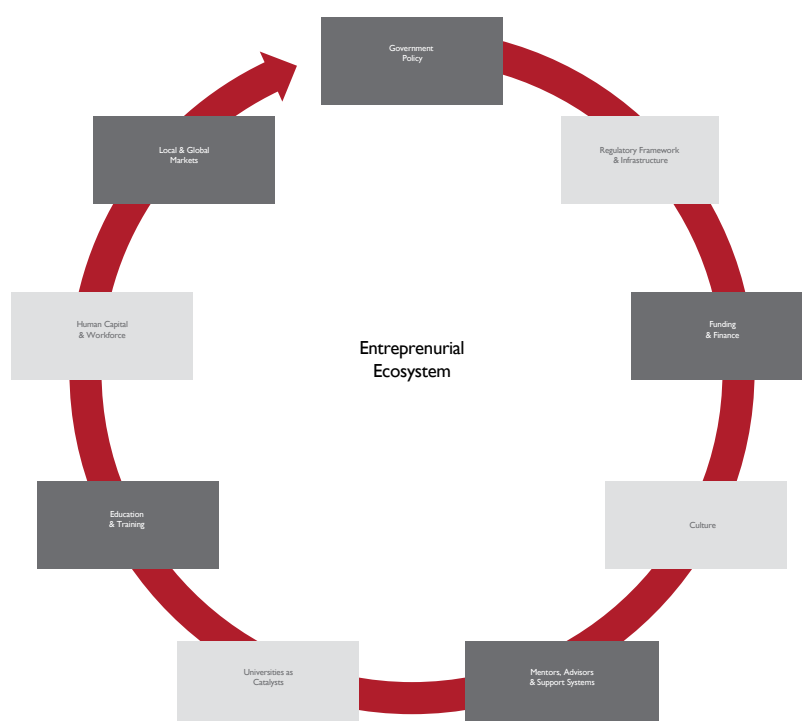 Government
Policy
Regulatory Framework
& Infrastructure
Funding
& Finance
Culture
Mentors, Advisors
& Support Systems
Universities as
Catalysts
Education
& Training
Human Capital
& Workforce
Local & Global
Markets
Entreprenurial
Ecosystem